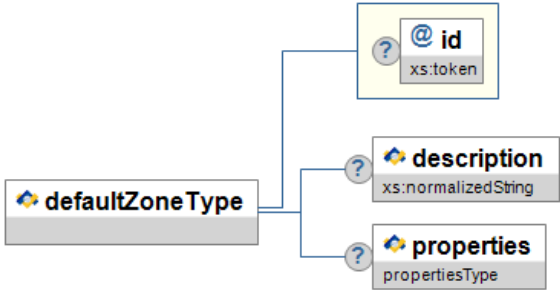 ? @ id
xs:token
? description
xs:normalizedString
defaultZoneType
? properties
propertiesType